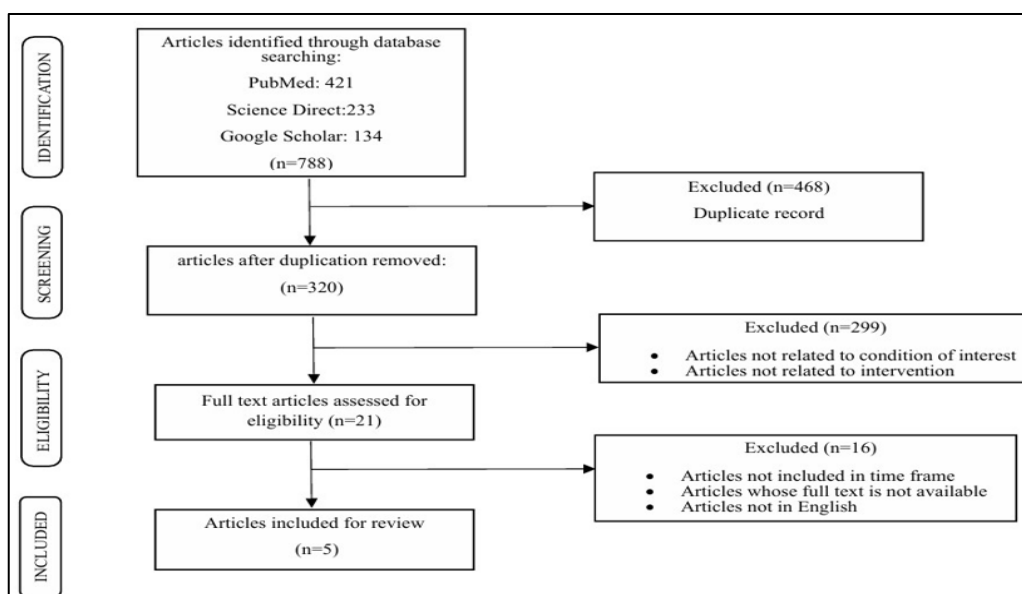 IDENTIFICATION
Articles identified through database
searching:
PubMed: 421
Science Direct:233
Google Scholar: 134
(n=788)
Excluded (n=468)
Duplicate record
SCREENING
articles after duplication removed:
(n=320)
Excluded (n=299)
• Articles not related to condition of interest
• Articles not related to intervention
ELIGIBILITY
Full text articles assessed for
eligibility (n=21)
Excluded (n=16)
• Articles not included in time frame
• Articles whose full text is not available
• Articles not in English
INCLUDED
Articles included for review
(n=5)